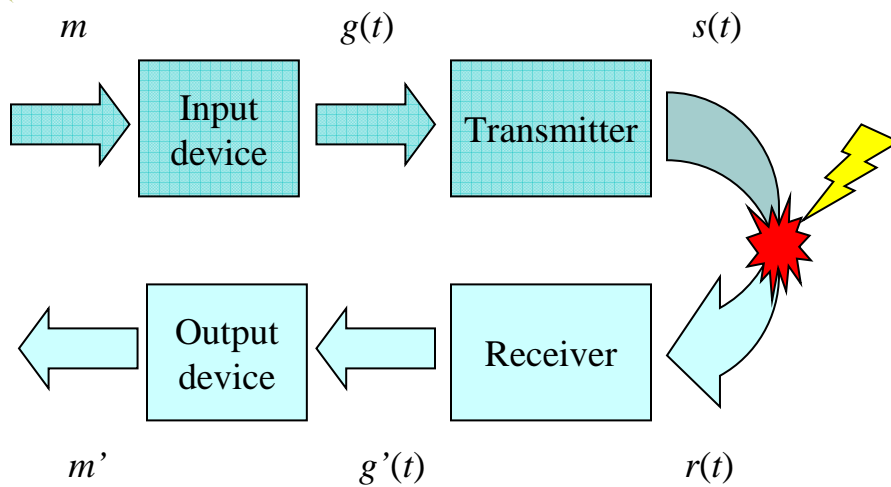 m g(t) s(t)
Input
device
Transmitter
Output
device
Receiver
m’ g’(t) r(t)